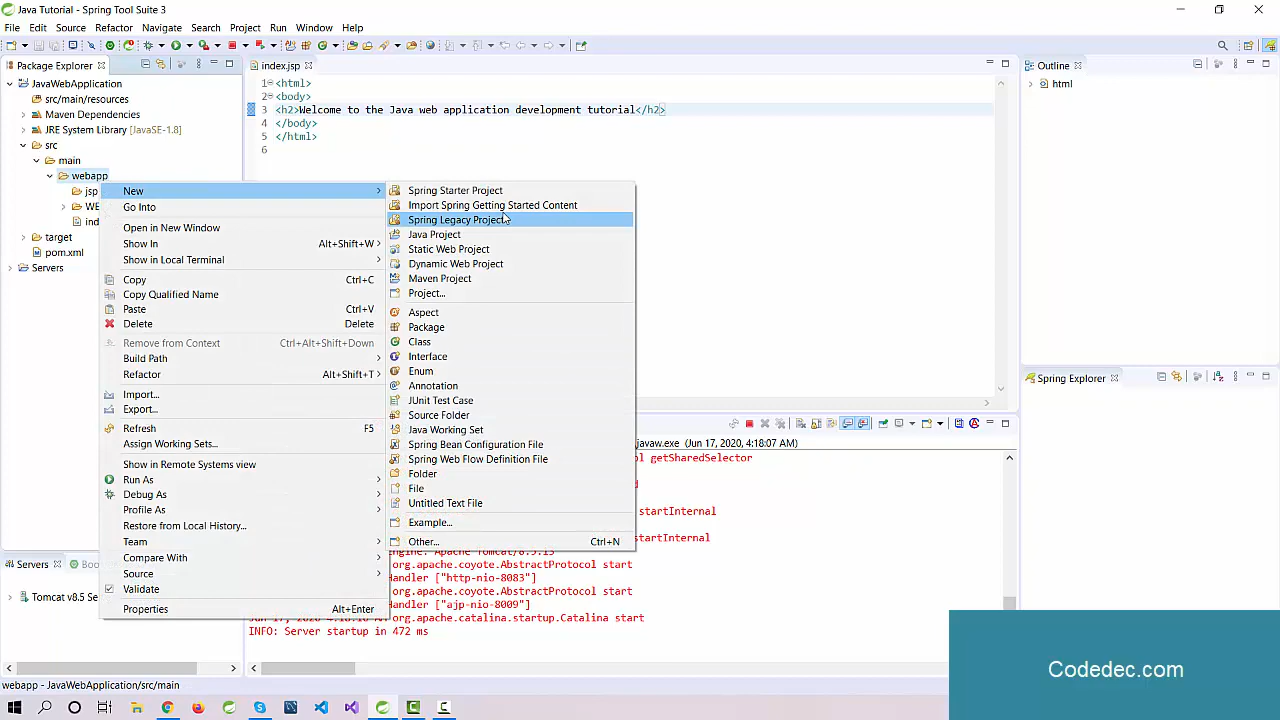 Java Tutorial - Spring Tool Suite 3
File Edit Source Refactor Navigate Search Project Run Window Help
Package Explorer
JavaWebApplication
src/main/resources
Maven Dependencies
JRE System Library [JavaSE-1.8]
src
main
webapp
jsp
WE
ind
target
pom.xml
Servers
index.jsp
1 <html>
2 <body>
3 <h2>Welcome to the Java web application development tutorial</h2>
4 </body>
5 </html>
6
Outline
html
Spring Explorer
New
Go Into
Open in New Window
Show In Alt+Shift+W
Show in Local Terminal
Copy Ctrl+C
Copy Qualified Name
Paste Ctrl+V
Delete Delete
Remove from Context Ctrl+Alt+Shift+Down
Build Path
Refactor Alt+Shift+T
Import...
Export...
Refresh F5
Assign Working Sets...
Show in Remote Systems view
Run As
Debug As
Profile As
Restore from Local History...
Team
Compare With
Source
Validate
Properties Alt+Enter
Spring Starter Project
Import Spring Getting Started Content
Spring Legacy Project
Java Project
Static Web Project
Dynamic Web Project
Maven Project
Project...
Aspect
Package
Class
Interface
Enum
Annotation
JUnit Test Case
Source Folder
Java Working Set
Spring Bean Configuration File
Spring Web Flow Definition File
Folder
File
Untitled Text File
Example...
Other... Ctrl+N
javaw.exe (Jun 17, 2020, 4:18:07 AM)
getSharedSelector
startInternal
startInternal
org.apache.coyote.AbstractProtocol start
andler ["http-nio-8083"]
org.apache.coyote.AbstractProtocol start
andler ["ajp-nio-8009"]
org.apache.catalina.startup.Catalina start
INFO: Server startup in 472 ms
Servers
Tomcat v8.5 Se
webapp - JavaWebApplication/src/main
Codedec.com